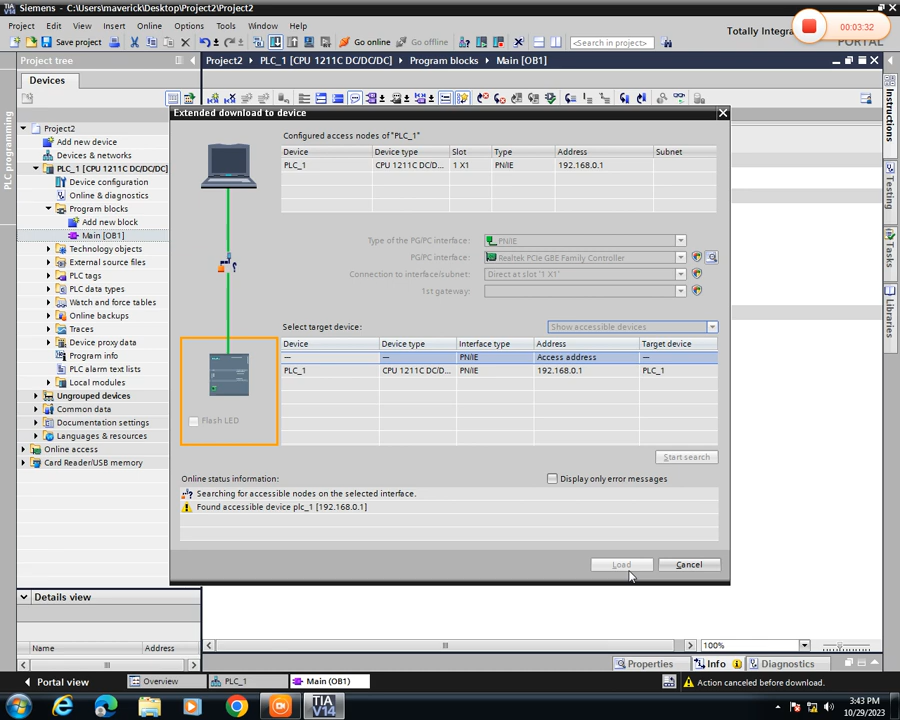 Siemens - C:\Users\maverick\Desktop\Project2\Project2
Project Edit View Insert Online Options Tools Window Help
Save project Go online Go offline <Search in project>
Totally Integra
PORTAL
00:03:32
Project tree
Project2 PLC_1 [CPU 1211C DC/DC/DC] Program blocks Main [OB1]
Devices
PLC programming
Project2
Add new device
Devices & networks
PLC_1 [CPU 1211C DC/DC/DC]
Device configuration
Online & diagnostics
Program blocks
Add new block
Main [OB1]
Technology objects
External source files
PLC tags
PLC data types
Watch and force tables
Online backups
Traces
Device proxy data
Program info
PLC alarm text lists
Local modules
Ungrouped devices
Common data
Documentation settings
Languages & resources
Online access
Card Reader/USB memory
Details view
Name Address
Extended download to device
Configured access nodes of "PLC_1"
Device Device type Slot Type Address Subnet
PLC_1 CPU 1211C DC/D... 1 X1 PN/IE 192.168.0.1
Type of the PG/PC interface: PN/IE
PG/PC interface: Realtek PCIe GBE Family Controller
Connection to interface/subnet: Direct at slot '1 X1'
1st gateway:
Select target device: Show accessible devices
Device Device type Interface type Address Target device
— — PN/IE Access address —
PLC_1 CPU 1211C DC/D... PN/IE 192.168.0.1 PLC_1
Flash LED
Start search
Online status information: Display only error messages
Searching for accessible nodes on the selected interface.
Found accessible device plc_1 [192.168.0.1]
Load Cancel
Instructions
Testing
Tasks
Libraries
100%
Properties Info Diagnostics
Portal view Overview PLC_1 Main (OB1) Action canceled before download.
TIA
V14
3:43 PM
10/29/2023